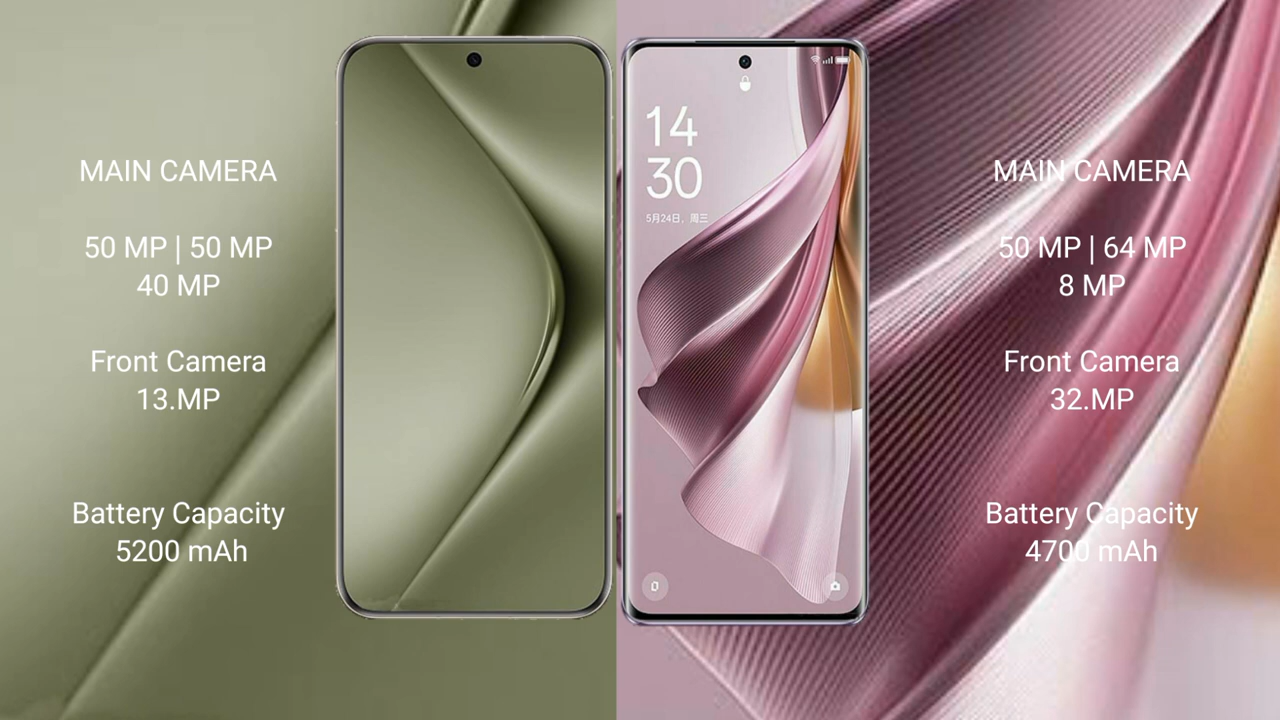 MAIN CAMERA
50 MP | 50 MP
40 MP
Front Camera
13.MP
Battery Capacity
5200 mAh
14
30
5月24日，周三
MAIN CAMERA
50 MP | 64 MP
8 MP
Front Camera
32.MP
Battery Capacity
4700 mAh